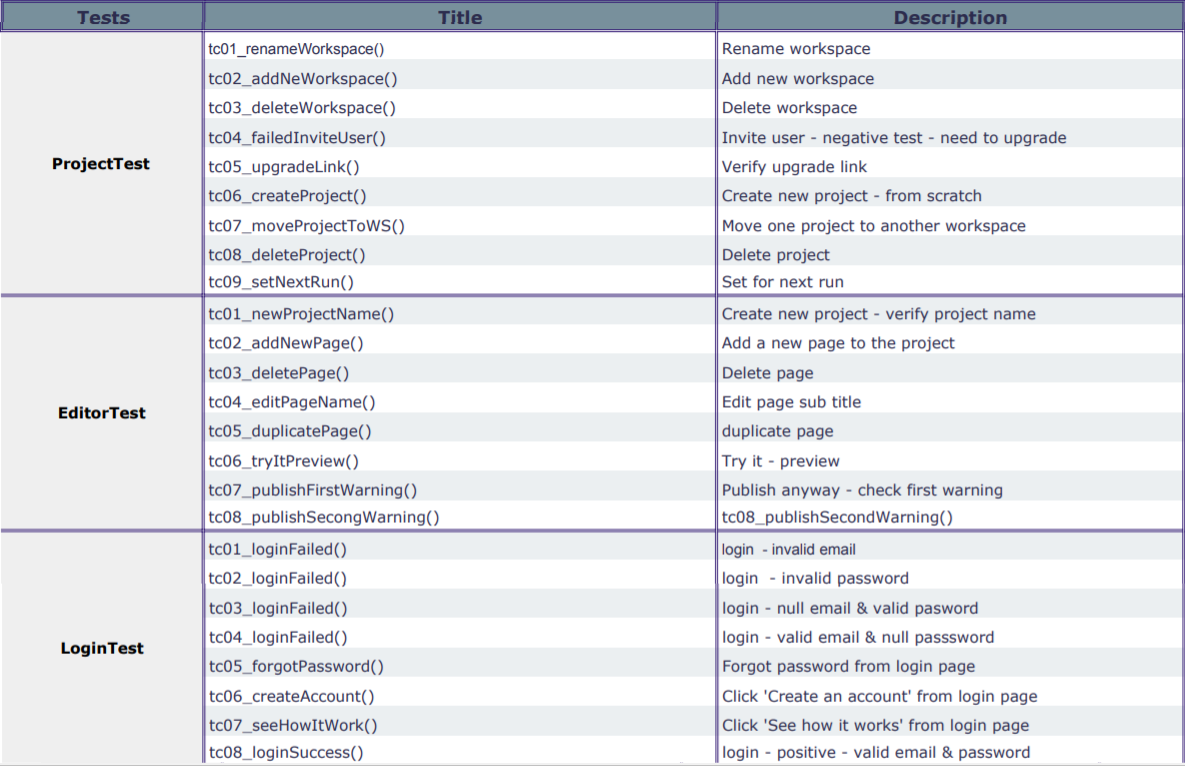 Tests Title Description
tc01_renameWorkspace() Rename workspace
tc02_addNeWorkspace() Add new workspace
tc03_deleteWorkspace() Delete workspace
tc04_failedInviteUser() Invite user - negative test - need to upgrade
ProjectTest tc05_upgradeLink() Verify upgrade link
tc06_createProject() Create new project - from scratch
tc07_moveProjectToWS() Move one project to another workspace
tc08_deleteProject() Delete project
tc09_setNextRun() Set for next run
tc01_newProjectName() Create new project - verify project name
tc02_addNewPage() Add a new page to the project
tc03_deletePage() Delete page
EditorTest tc04_editPageName() Edit page sub title
tc05_duplicatePage() duplicate page
tc06_tryItPreview() Try it - preview
tc07_publishFirstWarning() Publish anyway - check first warning
tc08_publishSecongWarning() tc08_publishSecondWarning()
tc01_loginFailed() login  - invalid email
tc02_loginFailed() login  - invalid password
tc03_loginFailed() login - null email & valid pasword
LoginTest tc04_loginFailed() login - valid email & null passsword
tc05_forgotPassword() Forgot password from login page
tc06_createAccount() Click 'Create an account' from login page
tc07_seeHowItWork() Click 'See how it works' from login page
tc08_loginSuccess() login - positive - valid email & password